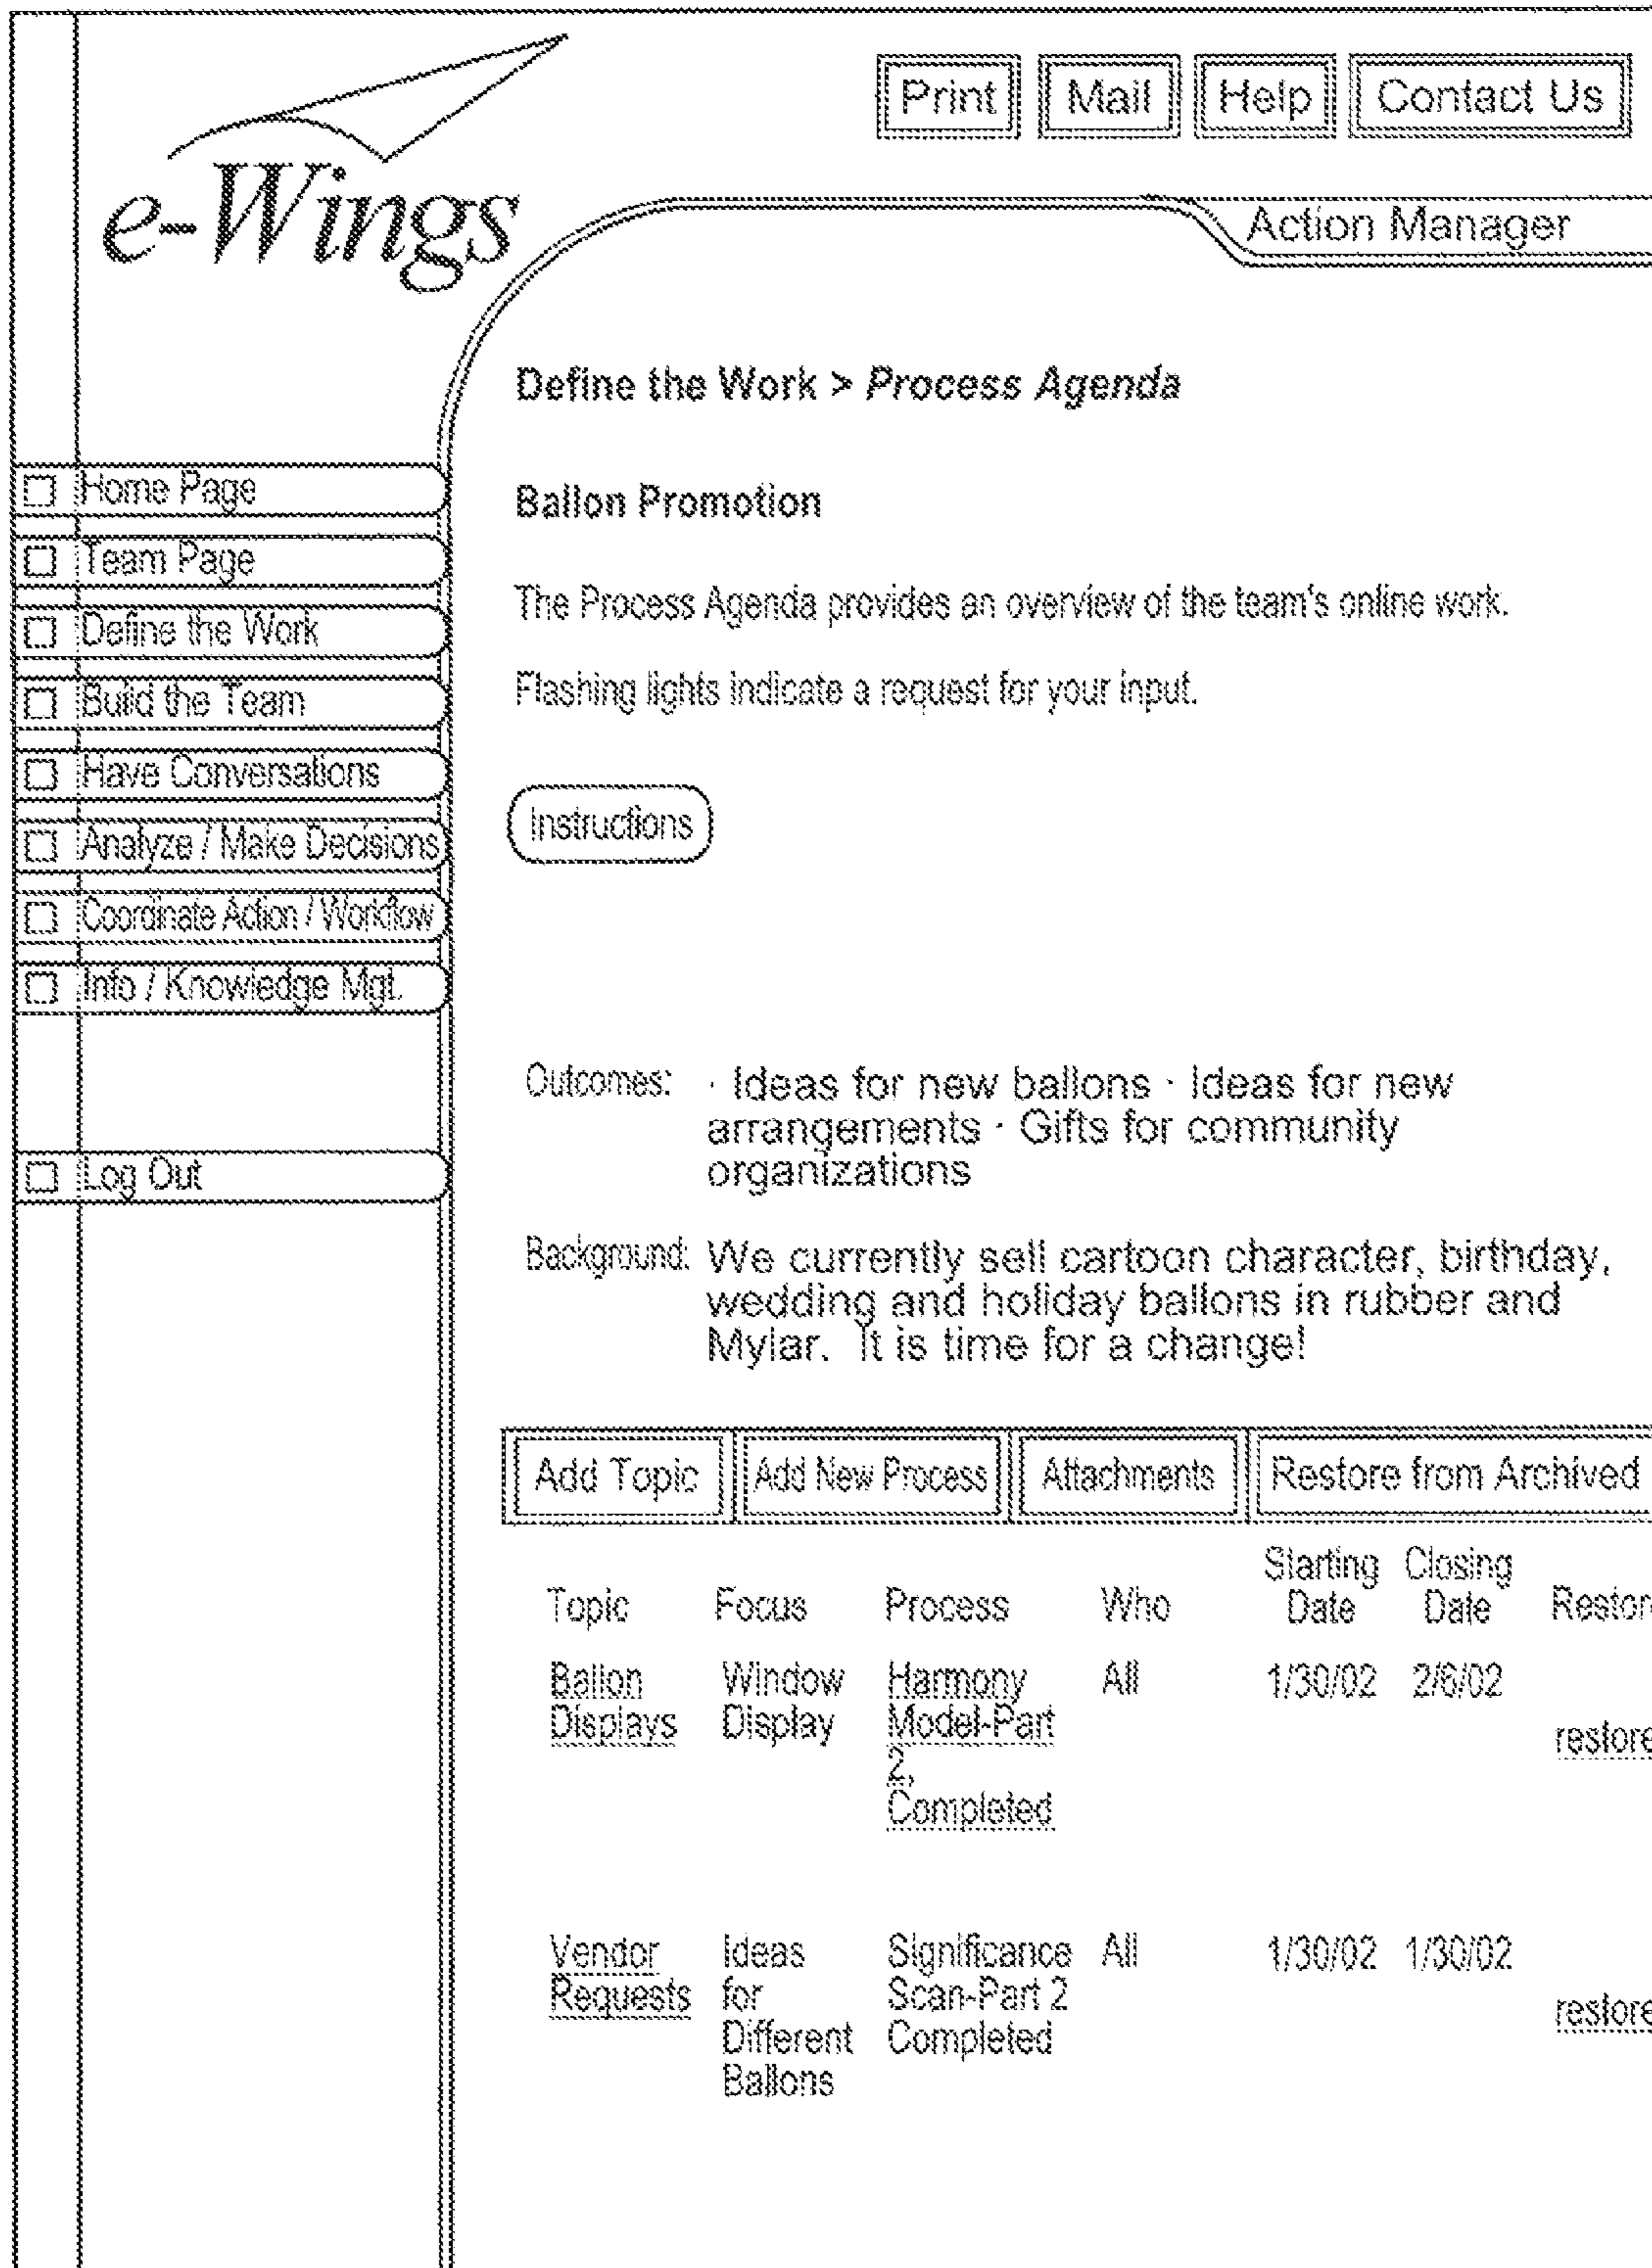 Print Mail Help Contact Us
e-Wings
Action Manager
Define the Work > Process Agenda
Home Page
Team Page
Define the Work
Build the Team
Have Conversations
Analyze / Make Decisions
Coordinate Action / Workflow
Info / Knowledge Mgt.
Log Out
Ballon Promotion
The Process Agenda provides an overview of the team's online work.
Flashing lights indicate a request for your input.
Instructions
Outcomes: · Ideas for new ballons · Ideas for new
arrangements · Gifts for community
organizations
Background: We currently sell cartoon character, birthday,
wedding and holiday ballons in rubber and
Mylar. It is time for a change!
Add Topic Add New Process Attachments Restore from Archived
Starting Closing
Topic Focus Process Who Date Date Restor
Ballon Window Harmony All 1/30/02 2/6/02
Displays Display Model-Part restore
2,
Completed
Vendor Ideas Significance All 1/30/02 1/30/02
Requests for Scan-Part 2 restore
Different Completed
Ballons